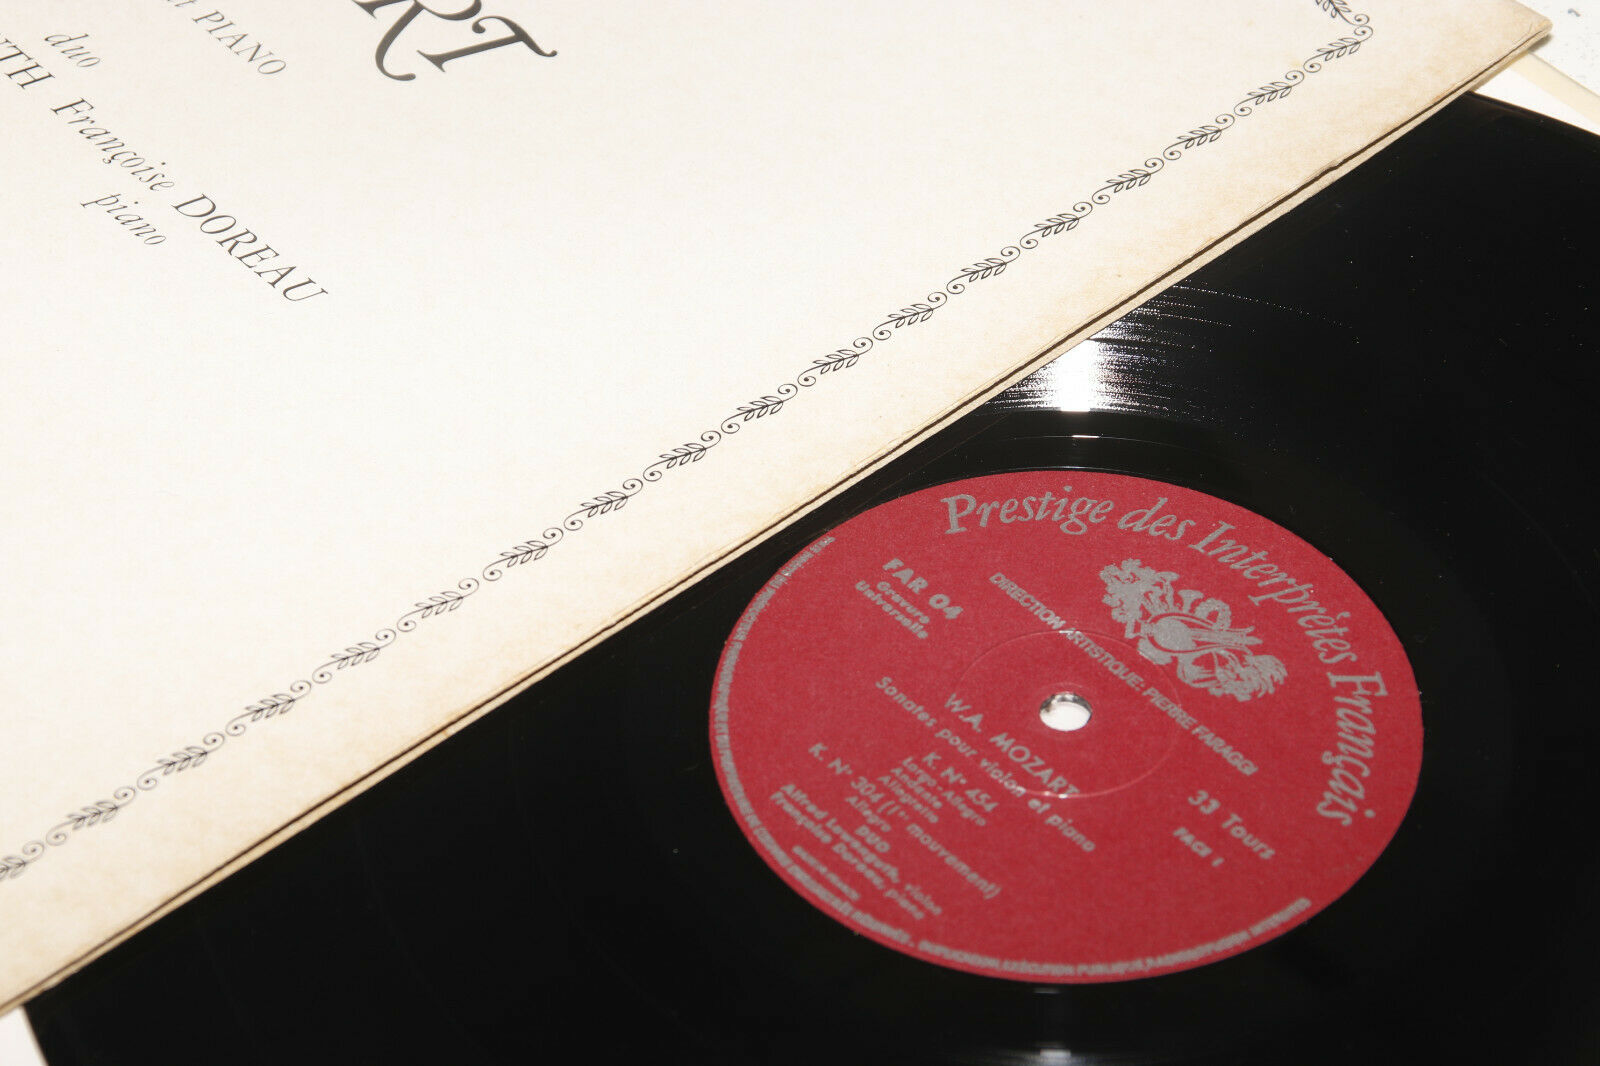 RT
PIANO
duo
NTH Françoise DOREAU
piano
Prestige des Interprètes Français
DIRECTION ARTISTIQUE: PIERRE FARAGGI
FAR 04
Gravure
Universelle
33 Tours
FACE 1
W.A. MOZART
Sonates pour violon et piano
K. N° 454
Largo-Allegro
Andante
Allegretto
K. N° 304 (1er mouvement)
Allegro
DUO
Alfred Loewenguth, violon
Françoise Doreau, piano